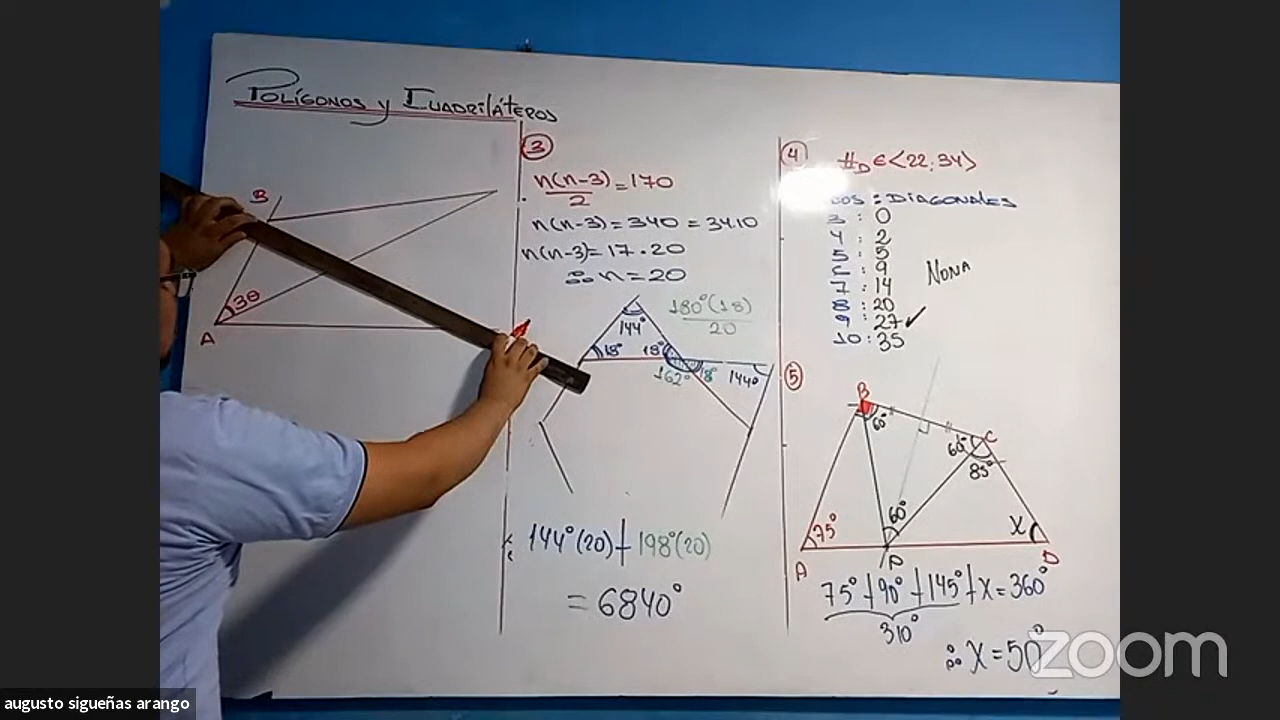 Polígonos y Cuadriláteros
B
3θ
A
3
n(n-3)/2 = 170
n(n-3) = 340 = 34.10
n(n-3) = 17·20
∴ n = 20
180°(18)/20
144°
18° 18°
162° 18° 144°
144°(20) + 198°(20)
= 6840°
4
#D ∈ <22;34>
: DIAGONALES
3 : 0
4 : 2
5 : 5
6 : 9
7 : 14
8 : 20
9 : 27 ✓
10 : 35
NONA
5
B
60°
C
60°
85°
75°
60°
X
A
P
D
75° + 90° + 145° + x = 360°
310°
∴ X = 50°
zoom
augusto sigueñas arango